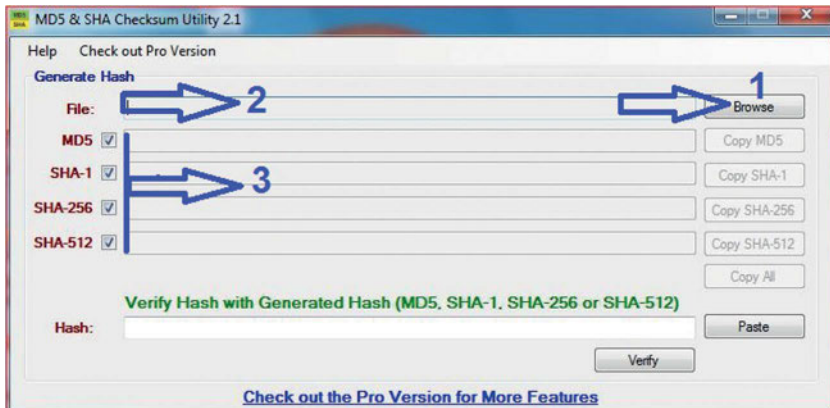 MD5 SHA MD5 & SHA Checksum Utility 2.1
Help Check out Pro Version
Generate Hash
1
File: 2 Browse
MD5 Copy MD5
SHA-1 3 Copy SHA-1
SHA-256 Copy SHA-256
SHA-512 Copy SHA-512
Copy All
Verify Hash with Generated Hash (MD5, SHA-1, SHA-256 or SHA-512)
Hash: Paste
Verify
Check out the Pro Version for More Features